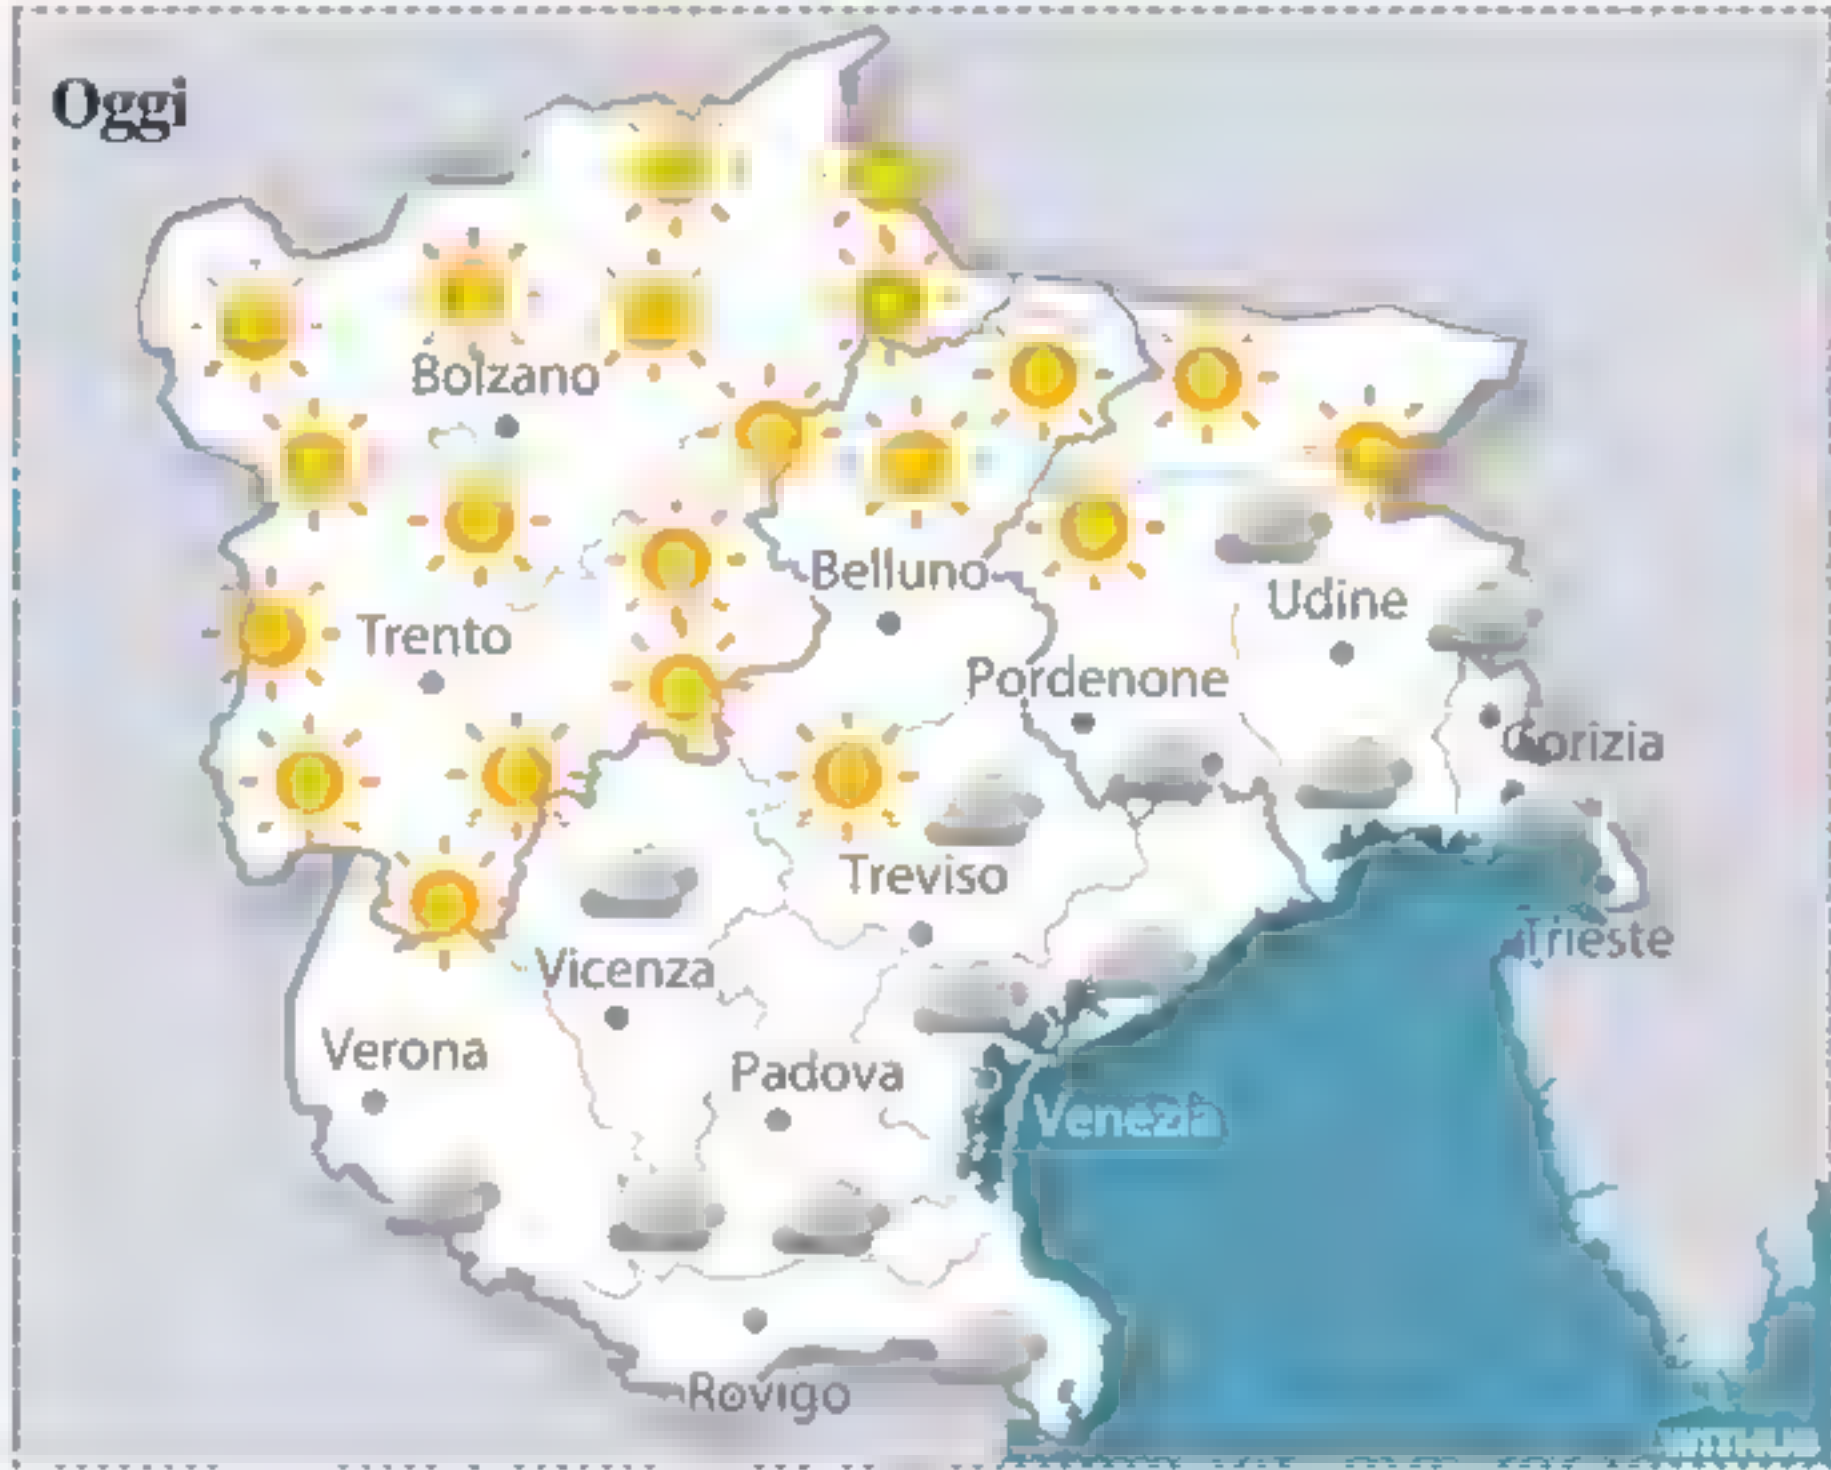 Oggi
Bolzano
Belluno
Udine
Trento
Pordenone
Gorizia
Treviso
Trieste
Vicenza
Verona
Padova
Venezia
Rovigo